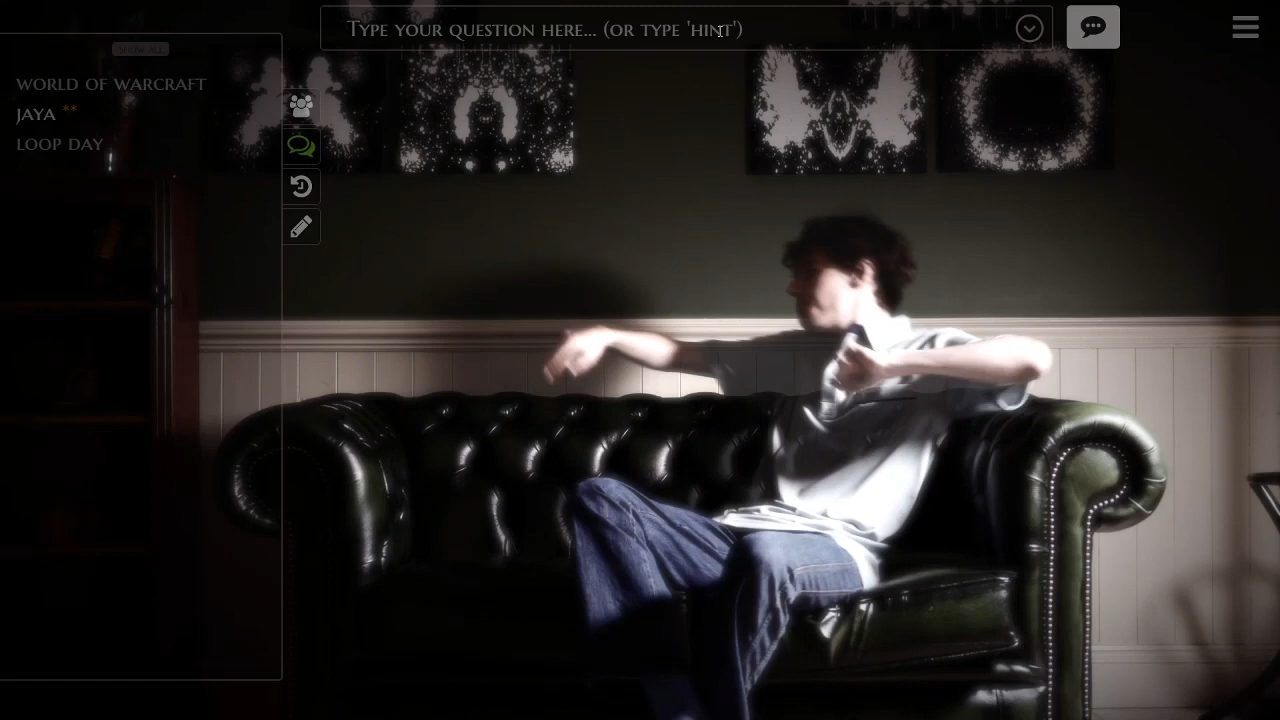 Type your question here... (or type 'hint')
WORLD OF WARCRAFT
JAYA **
LOOP DAY